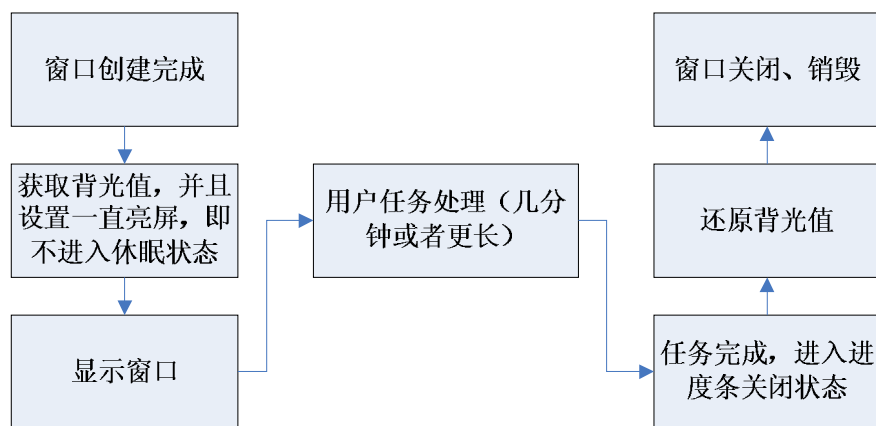 窗口创建完成
获取背光值，并且
设置一直亮屏，即
不进入休眠状态
显示窗口
用户任务处理（几分
钟或者更长）
任务完成，进入进
度条关闭状态
还原背光值
窗口关闭、销毁